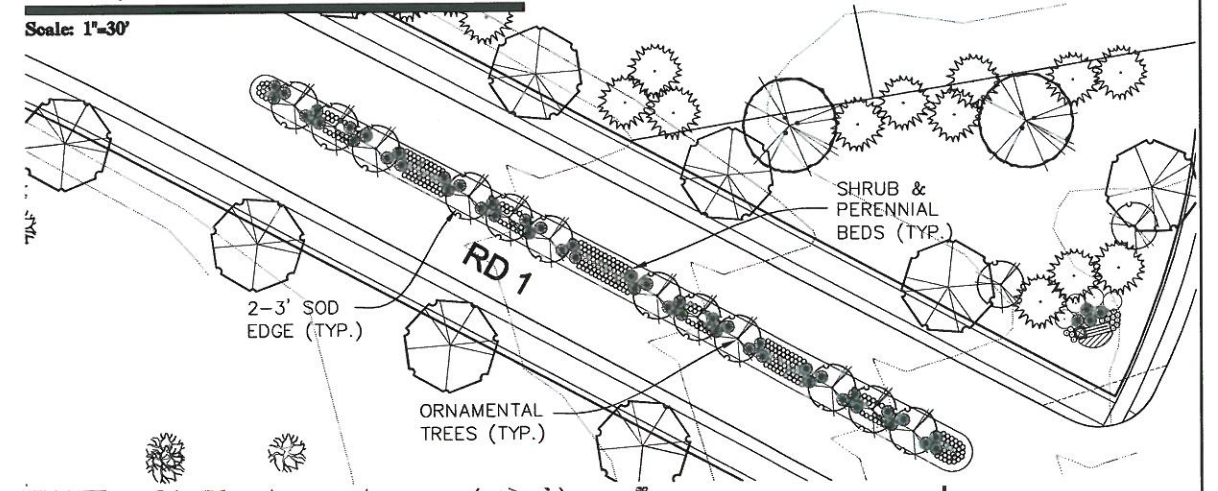 Scale: 1"=30'
SHRUB &
PERENNIAL
BEDS (TYP.)
RD 1
2-3' SOD
EDGE (TYP.)
ORNAMENTAL
TREES (TYP.)